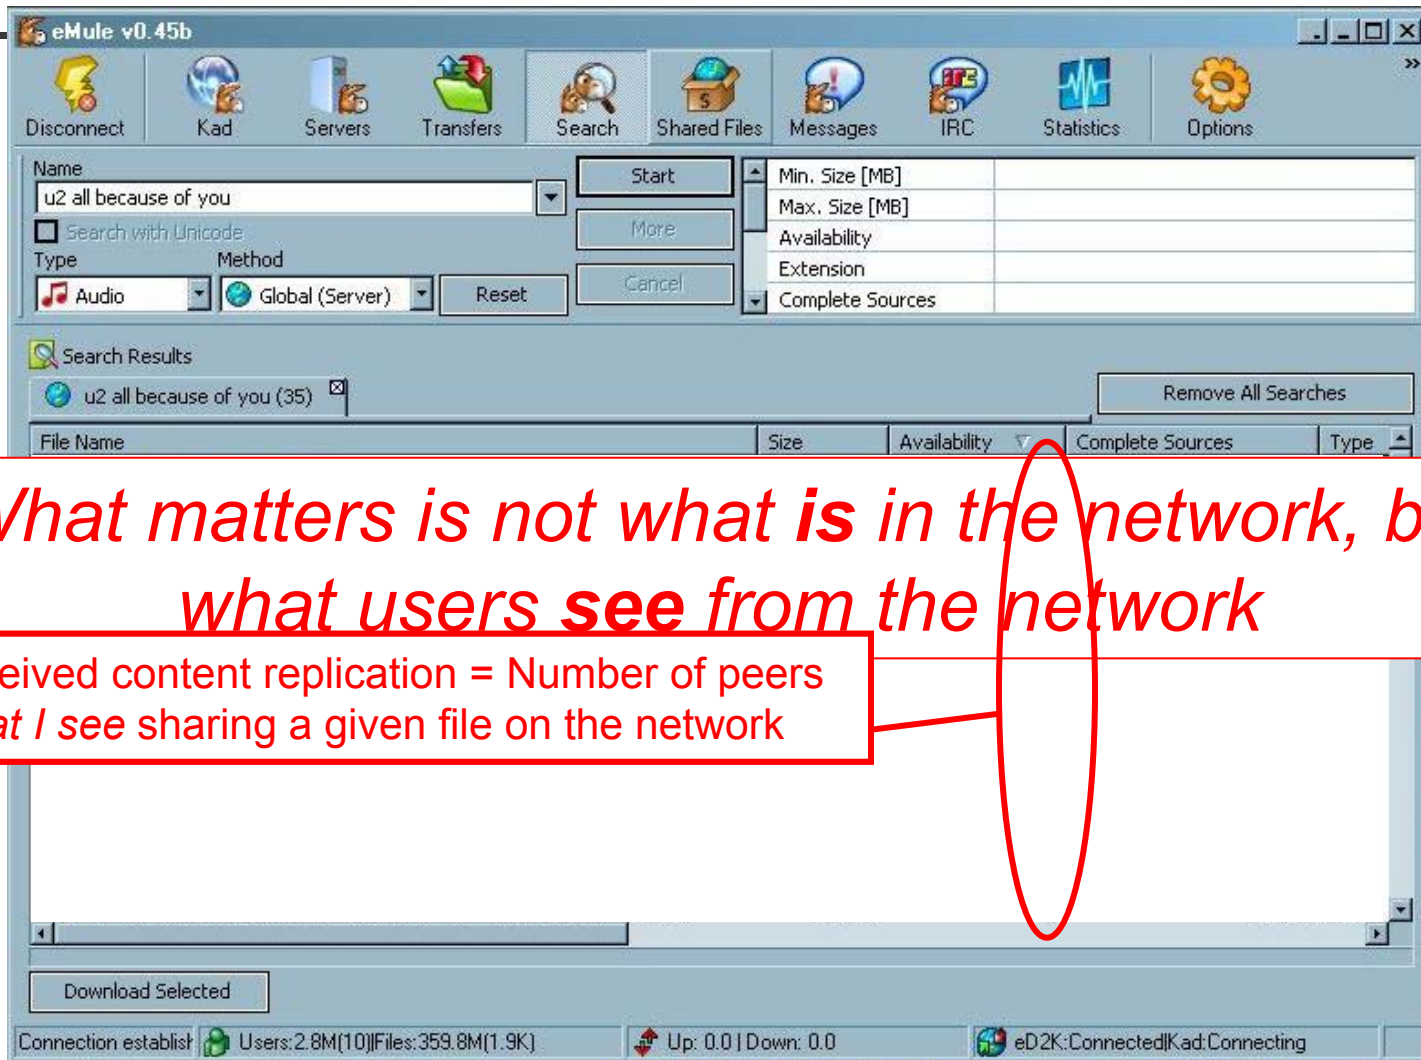 eMule v0.45b
Disconnect Kad Servers Transfers Search Shared Files Messages IRC Statistics Options
Name
u2 all because of you
Search with Unicode
Type Method
Audio Global (Server) Reset
Start
More
Cancel
Min. Size [MB]
Max. Size [MB]
Availability
Extension
Complete Sources
Search Results
u2 all because of you (35)
Remove All Searches
File Name Size Availability Complete Sources Type
What matters is not what is in the network, b
what users see from the network
eived content replication = Number of peers
at I see sharing a given file on the network
Download Selected
Connection establish Users:2.8M(10)|Files:359.8M(1.9K) Up: 0.0 | Down: 0.0 eD2K:Connected|Kad:Connecting